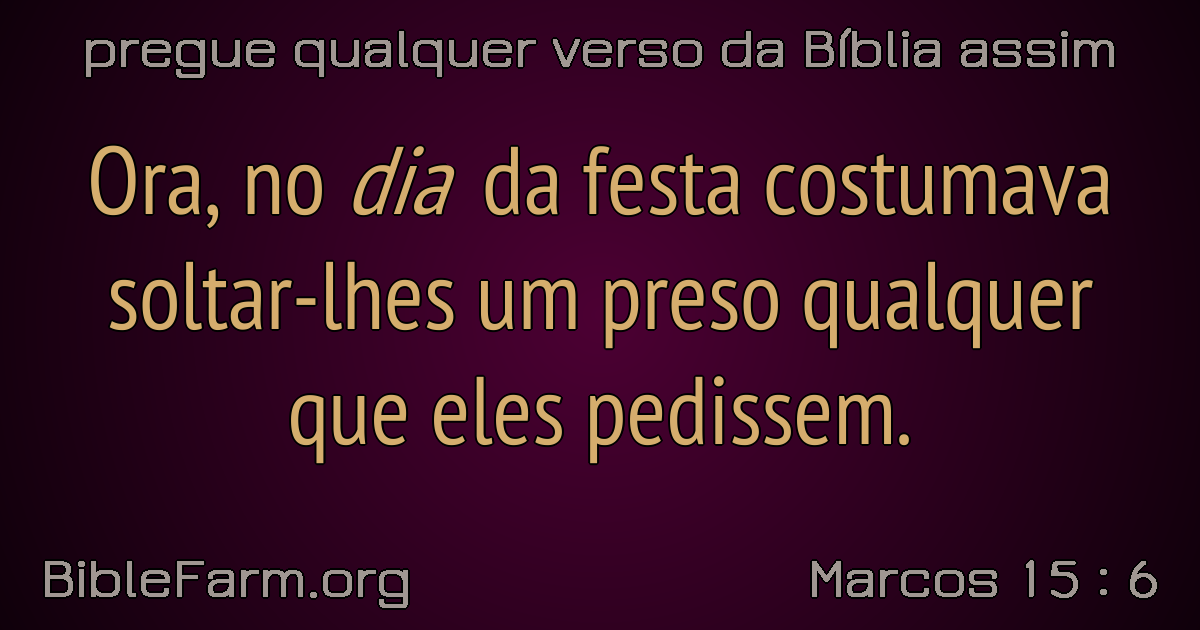 pregue qualquer verso da Bíblia assim
Ora, no dia da festa costumava
soltar-lhes um preso qualquer
que eles pedissem.
BibleFarm.org
Marcos 15 : 6